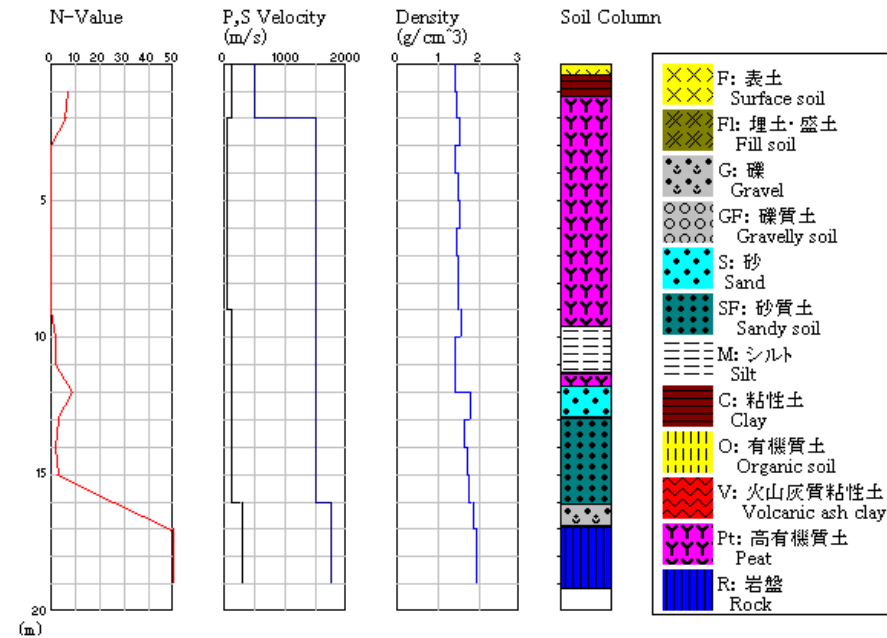 N-Value
0 10 20 30 40 50
5
10
15
20
(m)
P,S Velocity
(m/s)
0 1000 2000
Density
(g/cm^3)
0 1 2 3
Soil Column
F: 表土
Surface soil
Fl: 埋土・盛土
Fill soil
G: 礫
Gravel
GF: 礫質土
Gravelly soil
S: 砂
Sand
SF: 砂質土
Sandy soil
M: シルト
Silt
C: 粘性土
Clay
O: 有機質土
Organic soil
V: 火山灰質粘性土
Volcanic ash clay
Pt: 高有機質土
Peat
R: 岩盤
Rock